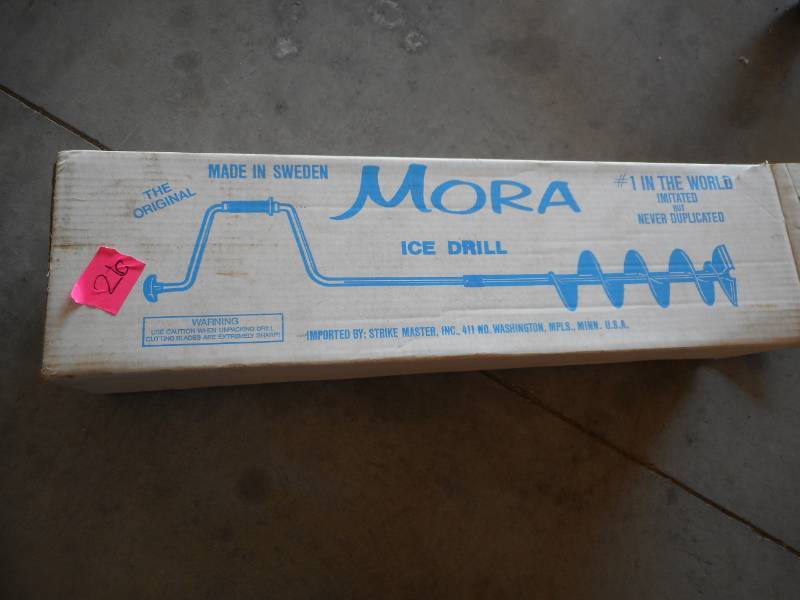 MADE IN SWEDEN
MORA
#1 IN THE WORLD
IMITATED
BUT
NEVER DUPLICATED
THE
ORIGINAL
ICE DRILL
WARNING
USE CAUTION WHEN UNPACKING DRILL
CUTTING BLADES ARE EXTREMELY SHARP!
IMPORTED BY: STRIKE MASTER, INC., 411 NO. WASHINGTON, MPLS., MINN. U.S.A.